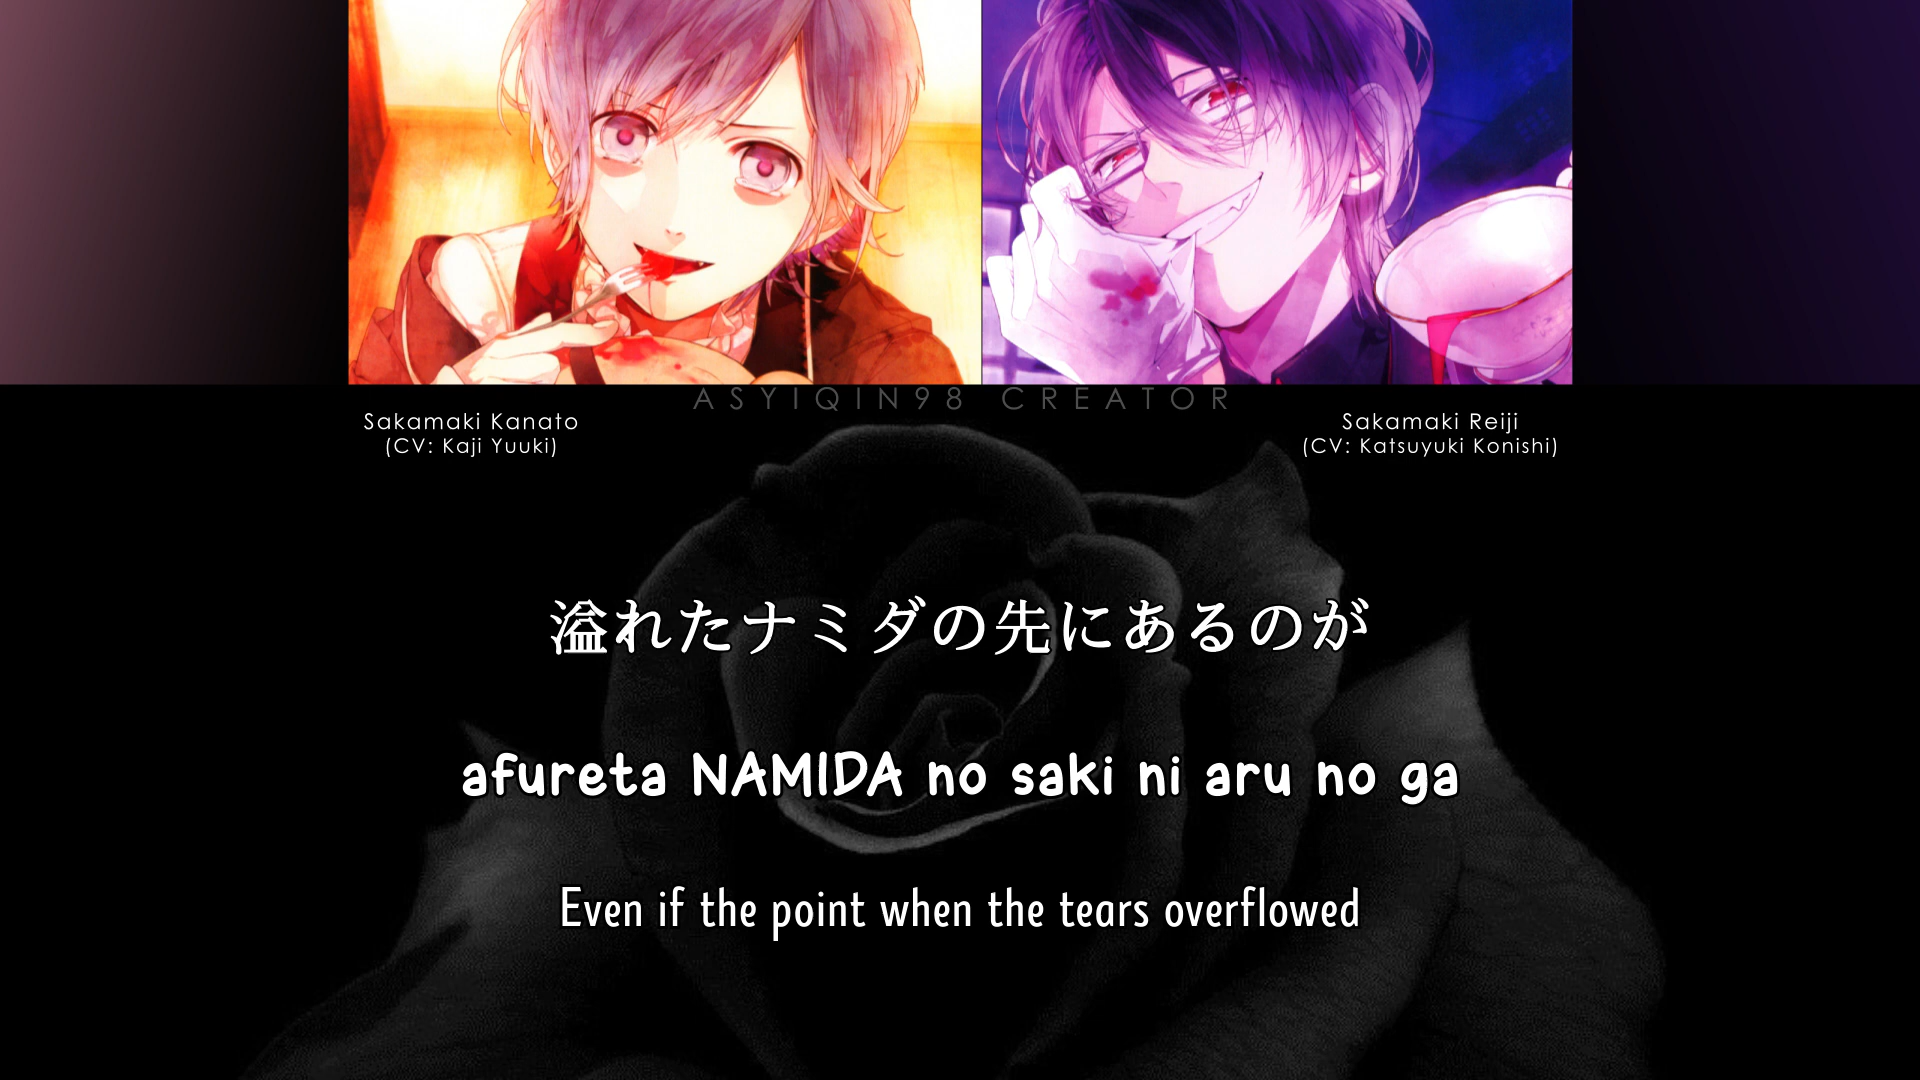 ASYIQIN98 CREATOR
Sakamaki Kanato
(CV: Kaji Yuuki)
Sakamaki Reiji
(CV: Katsuyuki Konishi)
溢れたナミダの先にあるのが
afureta NAMIDA no saki ni aru no ga
Even if the point when the tears overflowed